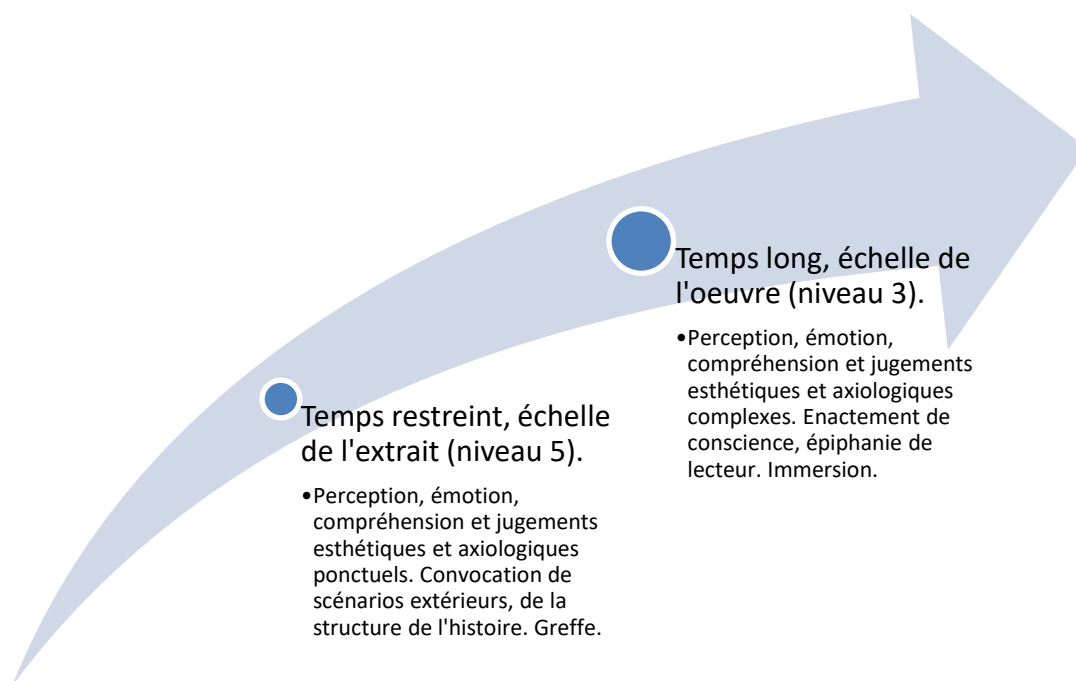 Temps long, échelle de
l'oeuvre (niveau 3).
•Perception, émotion,
compréhension et jugements
esthétiques et axiologiques
complexes. Enactement de
conscience, épiphanie de
lecteur. Immersion.
Temps restreint, échelle
de l'extrait (niveau 5).
•Perception, émotion,
compréhension et jugements
esthétiques et axiologiques
ponctuels. Convocation de
scénarios extérieurs, de la
structure de l'histoire. Greffe.